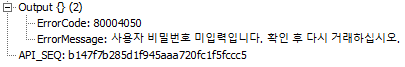 Output {} (2)
ErrorCode: 80004050
ErrorMessage: 사용자 비밀번호 미입력입니다. 확인 후 다시 거래하십시오.
API_SEQ: b147f7b285d1f945aaa720fc1f5fccc5